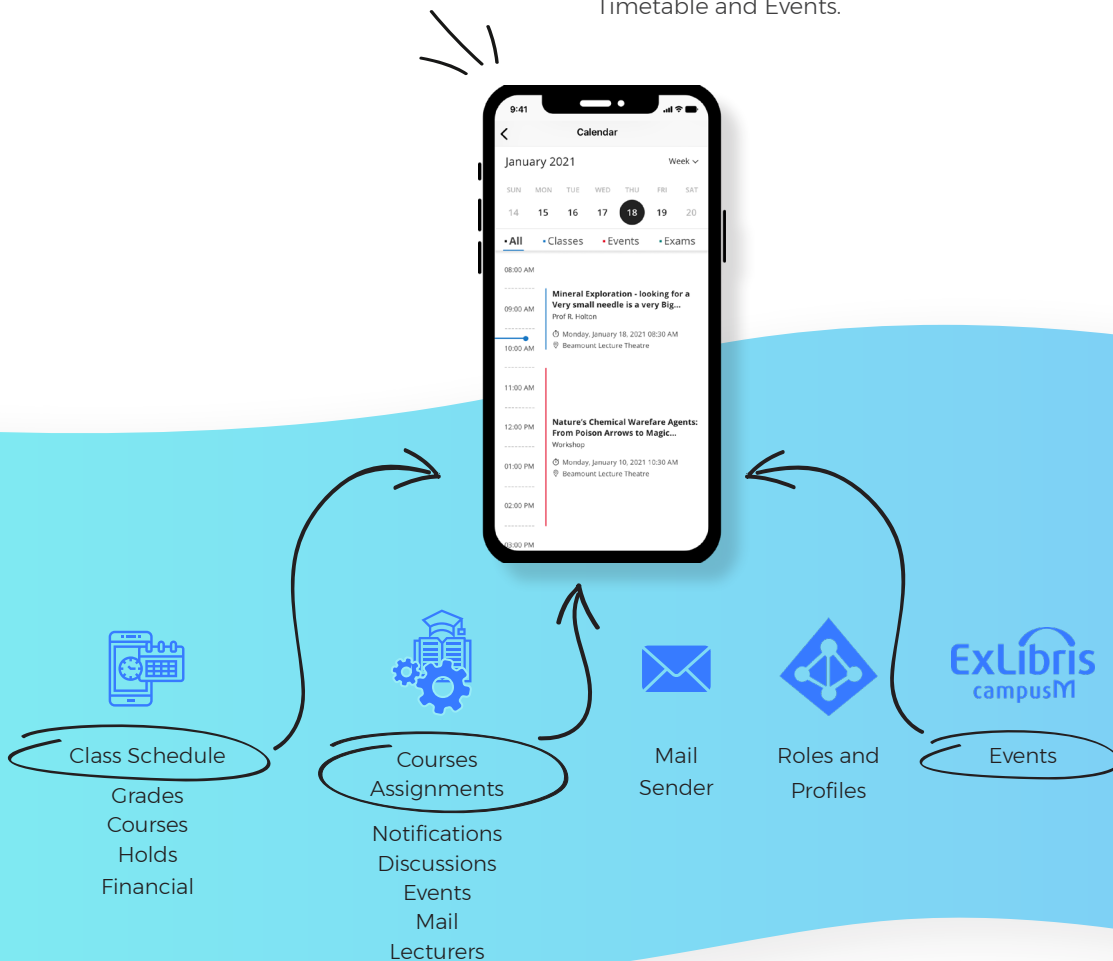 Timetable and Events.
9:41
Calendar
January 2021
Week
SUN MON TUE WED THU FRI SAT
14 15 16 17 18 19 20
•All •Classes •Events •Exams
08:00 AM
Mineral Exploration - looking for a
Very small needle is a very Big...
09:00 AM
Prof R. Holton
Monday, January 18, 2021 08:30 AM
Beamount Lecture Theatre
10:00 AM
11:00 AM
12:00 PM
Nature's Chemical Warefare Agents:
From Poison Arrows to Magic...
Workshop
01:00 PM
Monday, January 10, 2021 10:30 AM
Beamount Lecture Theatre
02:00 PM
03:00 PM
Class Schedule
Grades
Courses
Holds
Financial
Courses
Assignments
Notifications
Discussions
Events
Mail
Lecturers
Mail
Sender
Roles and
Profiles
ExLibris
campusM
Events